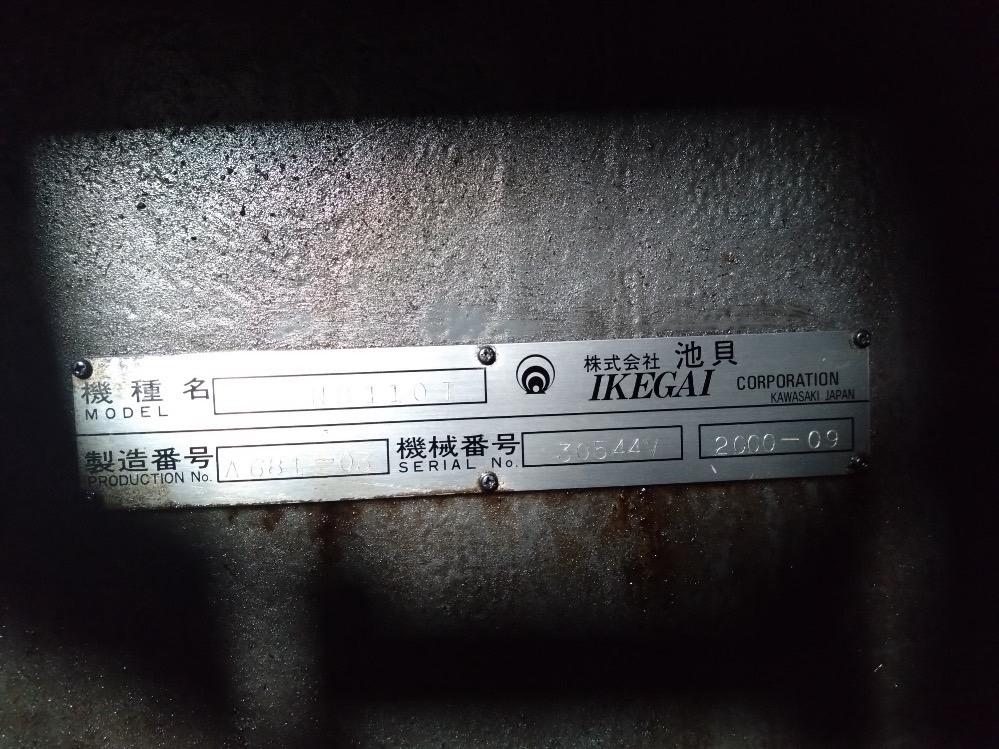 機種名
MODEL
株式会社 池貝
IKEGAI CORPORATION
KAWASAKI JAPAN
製造番号
PRODUCTION No.
機械番号 30544V
SERIAL No.
2000-09